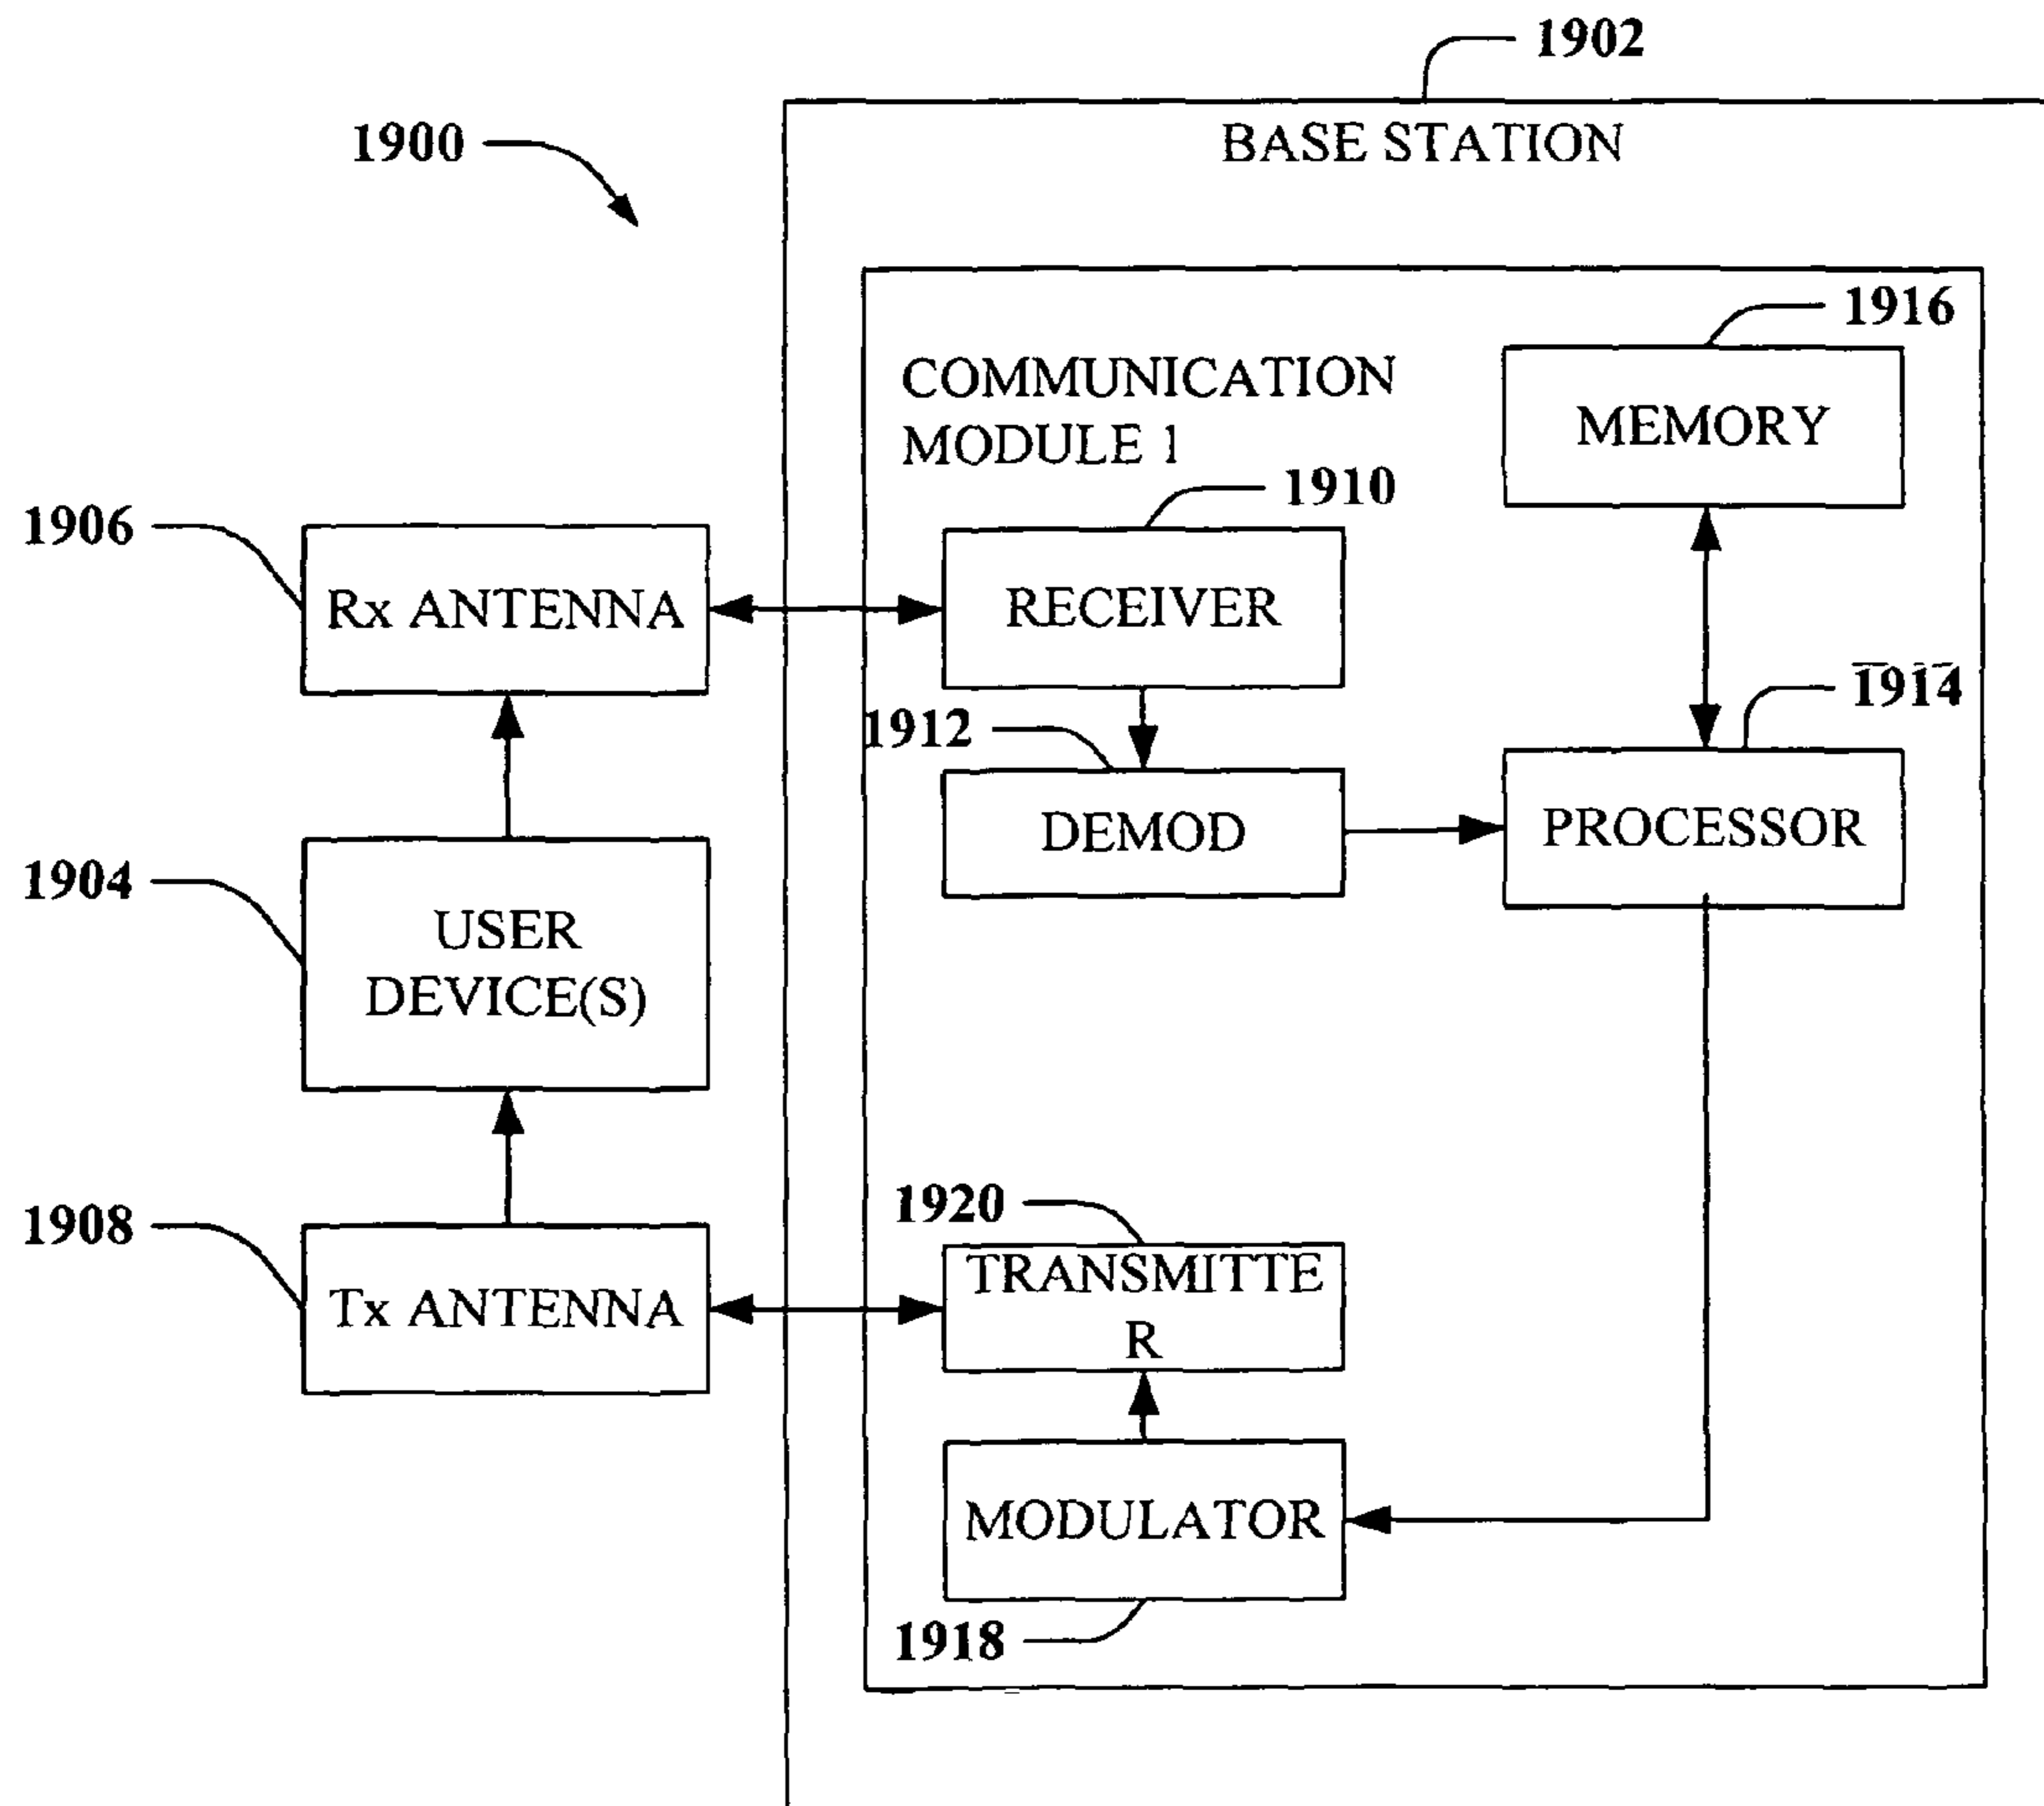 1902
BASE STATION
1900
1916
COMMUNICATION
MODULE 1
MEMORY
1910
1906
Rx ANTENNA
RECEIVER
1914
1912
DEMOD
PROCESSOR
1904
USER
DEVICE(S)
1920
1908
TRANSMITTE
R
Tx ANTENNA
MODULATOR
1918